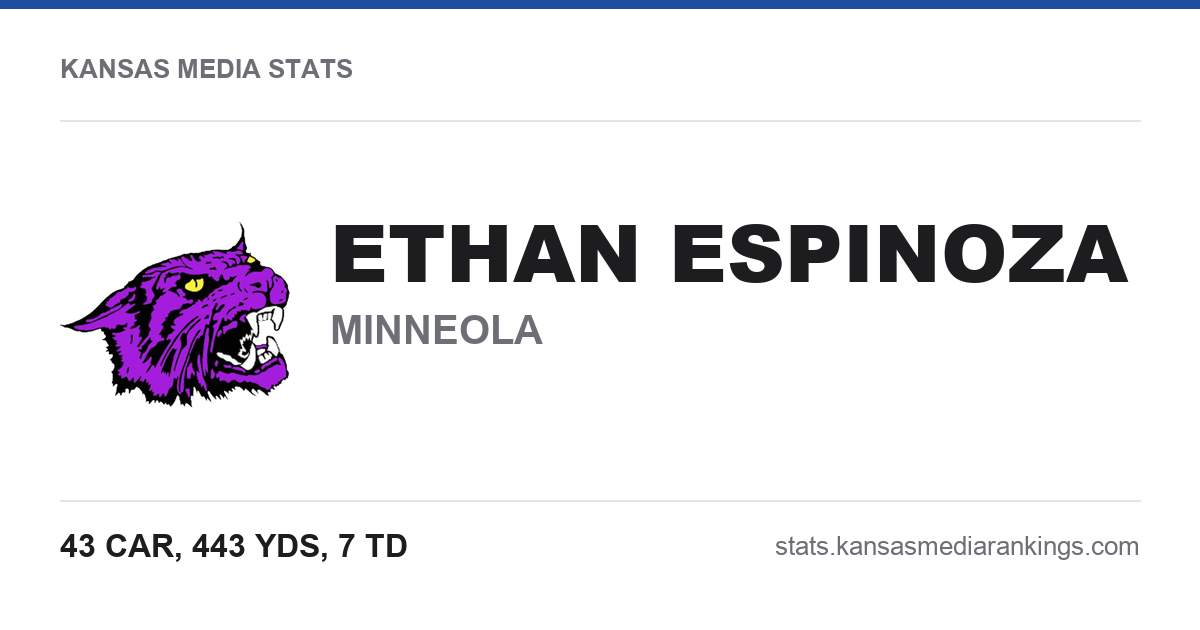 KANSAS MEDIA STATS
ETHAN ESPINOZA
MINNEOLA
43 CAR, 443 YDS, 7 TD
stats.kansasmediarankings.com